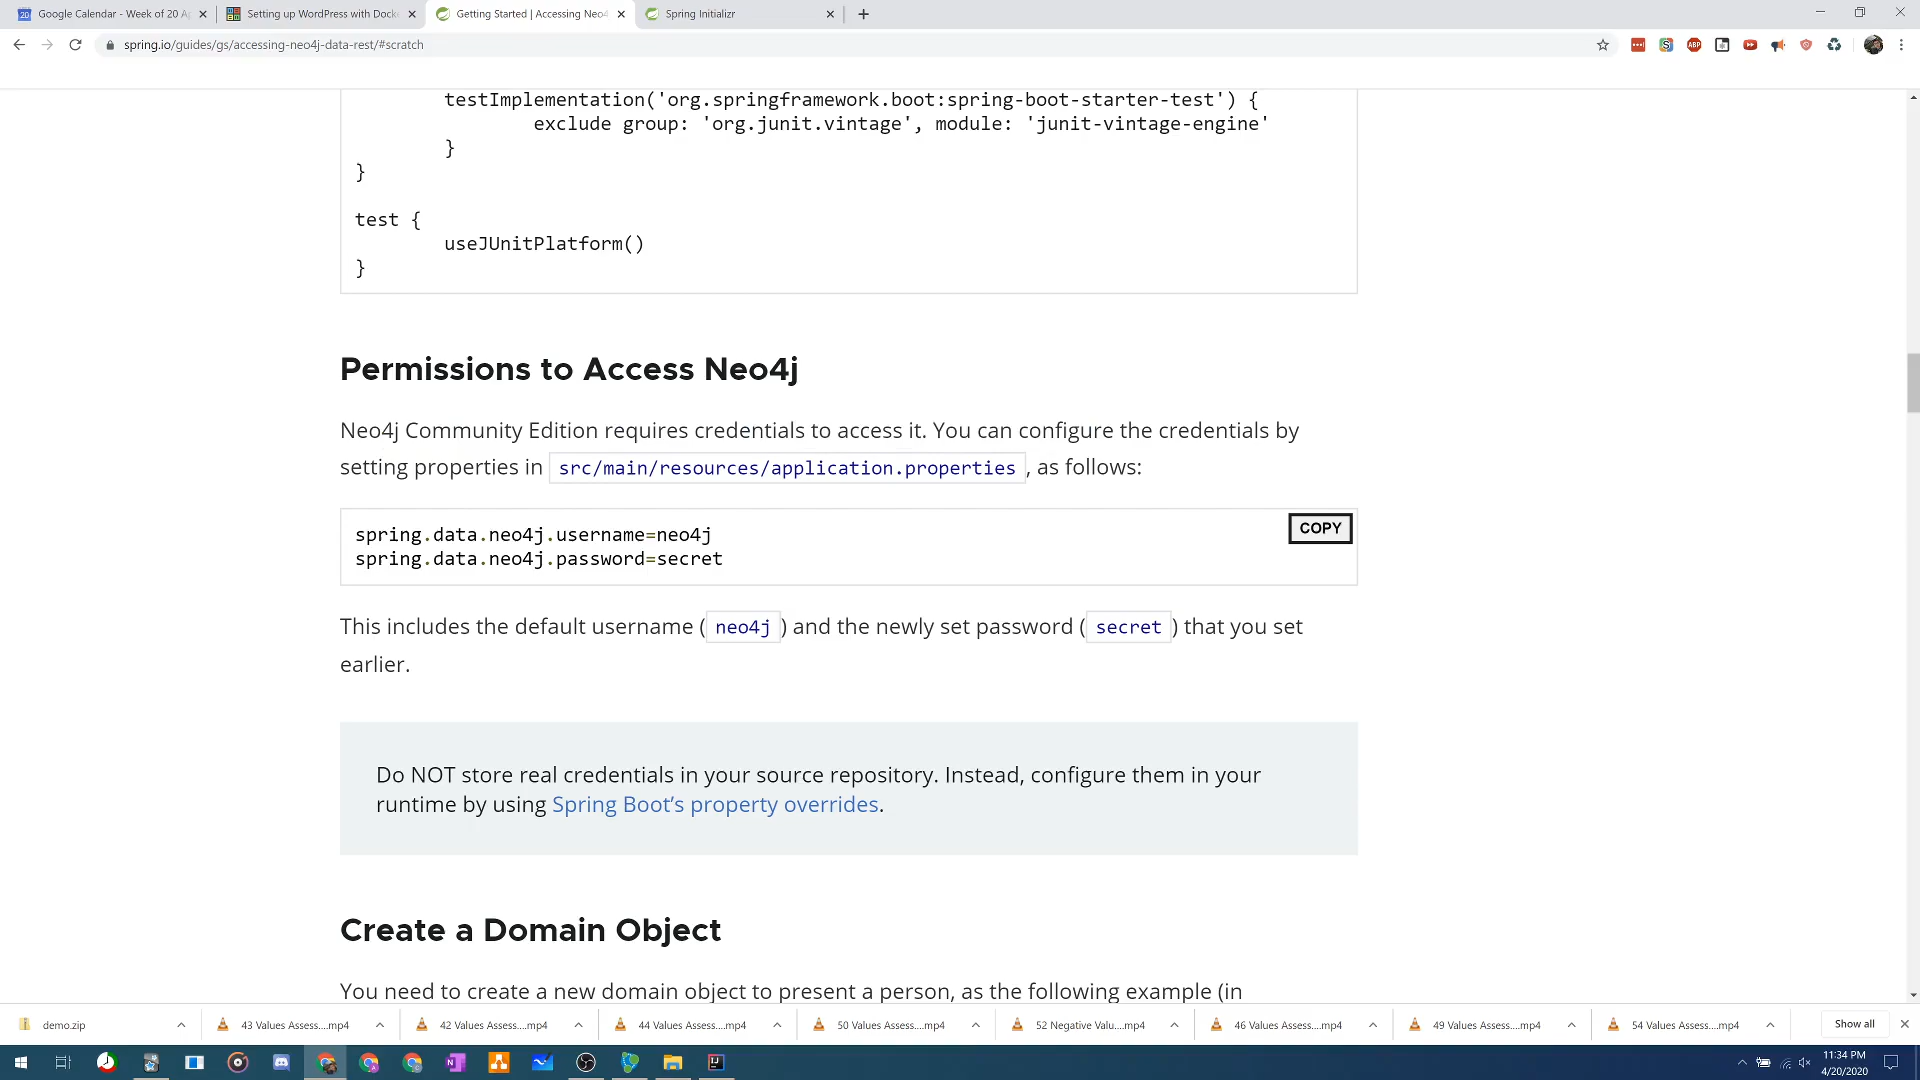 Google Calendar - Week of 20 Ap
Setting up WordPress with Docke
Getting Started | Accessing Neo4
Spring Initializr
spring.io/guides/gs/accessing-neo4j-data-rest/#scratch
testImplementation('org.springframework.boot:spring-boot-starter-test') {
exclude group: 'org.junit.vintage', module: 'junit-vintage-engine'
}
}
test {
useJUnitPlatform()
}
Permissions to Access Neo4j
Neo4j Community Edition requires credentials to access it. You can configure the credentials by
setting properties in src/main/resources/application.properties, as follows:
COPY
spring.data.neo4j.username=neo4j
spring.data.neo4j.password=secret
This includes the default username ( neo4j ) and the newly set password ( secret ) that you set
earlier.
Do NOT store real credentials in your source repository. Instead, configure them in your
runtime by using Spring Boot's property overrides.
Create a Domain Object
You need to create a new domain object to present a person, as the following example (in
demo.zip
43 Values Assess....mp4
42 Values Assess....mp4
44 Values Assess....mp4
50 Values Assess....mp4
52 Negative Valu....mp4
46 Values Assess....mp4
49 Values Assess....mp4
54 Values Assess....mp4
Show all
11:34 PM
4/20/2020